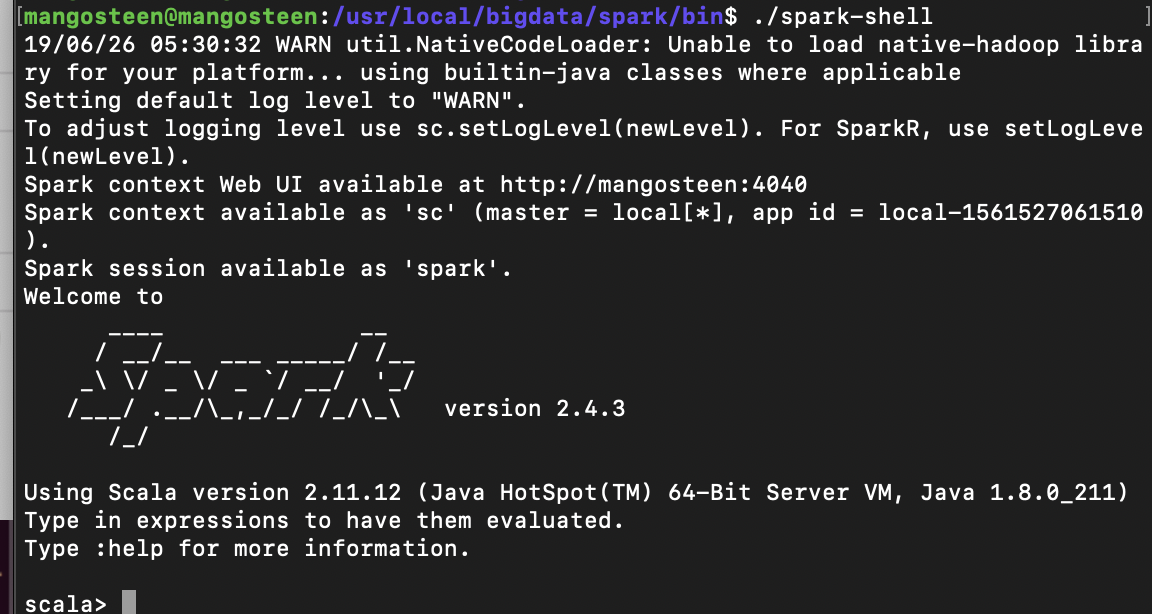 [mangosteen@mangosteen:/usr/local/bigdata/spark/bin$ ./spark-shell ]
19/06/26 05:30:32 WARN util.NativeCodeLoader: Unable to load native-hadoop libra
ry for your platform... using builtin-java classes where applicable
Setting default log level to "WARN".
To adjust logging level use sc.setLogLevel(newLevel). For SparkR, use setLogLeve
l(newLevel).
Spark context Web UI available at http://mangosteen:4040
Spark context available as 'sc' (master = local[*], app id = local-1561527061510
).
Spark session available as 'spark'.
Welcome to
      ____              __
     / __/__  ___ _____/ /__
    _\ \/ _ \/ _ `/ __/  '_/
   /___/ .__/\_,_/_/ /_/\_\   version 2.4.3
      /_/
Using Scala version 2.11.12 (Java HotSpot(TM) 64-Bit Server VM, Java 1.8.0_211)
Type in expressions to have them evaluated.
Type :help for more information.
scala>